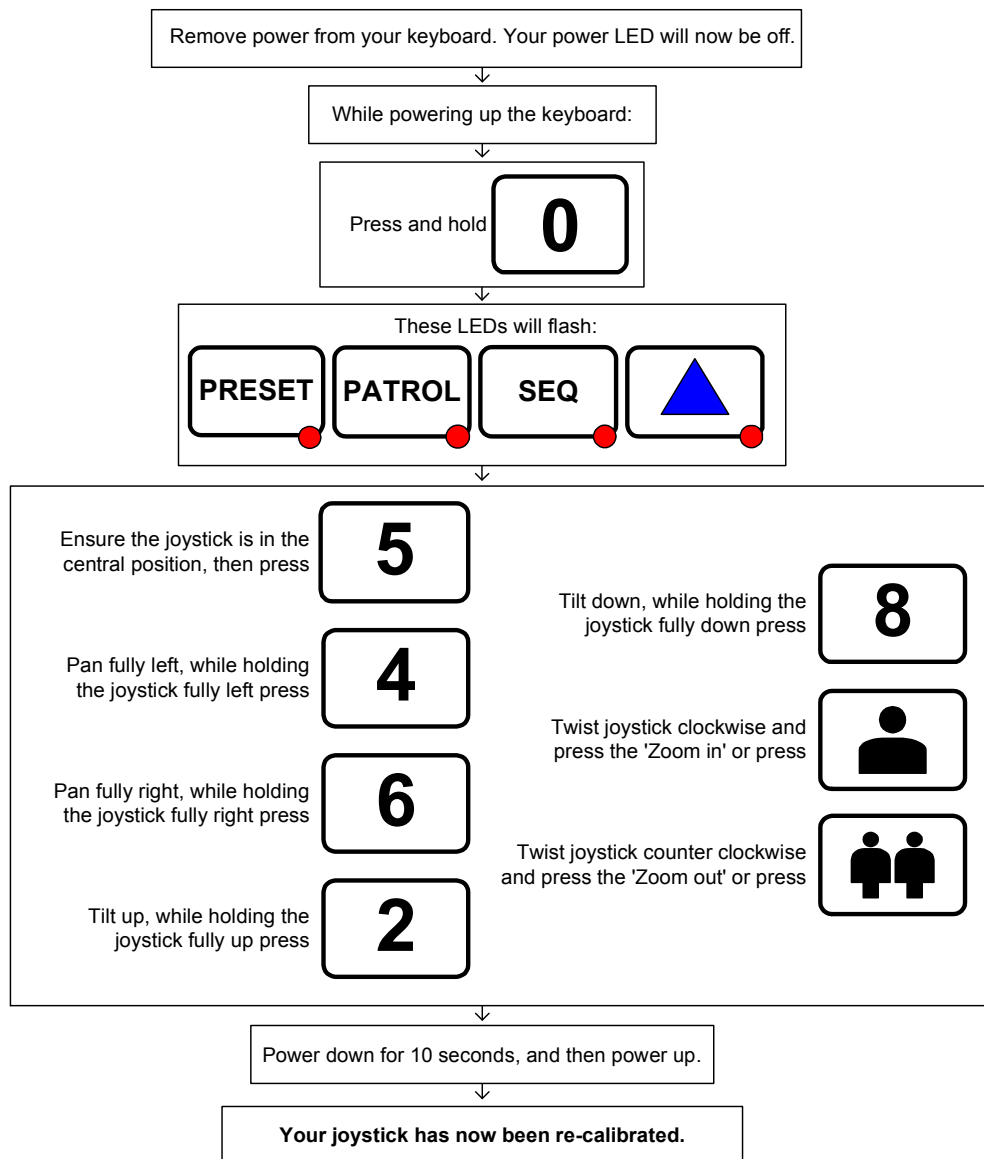 Remove power from your keyboard. Your power LED will now be off.
While powering up the keyboard:
Press and hold
0
These LEDs will flash:
PRESET
PATROL
SEQ
Ensure the joystick is in the
central position, then press
5
Pan fully left, while holding
the joystick fully left press
4
Pan fully right, while holding
the joystick fully right press
6
Tilt up, while holding the
joystick fully up press
2
Tilt down, while holding the
joystick fully down press
8
Twist joystick clockwise and
press the 'Zoom in' or press
Twist joystick counter clockwise
and press the 'Zoom out' or press
Power down for 10 seconds, and then power up.
Your joystick has now been re-calibrated.